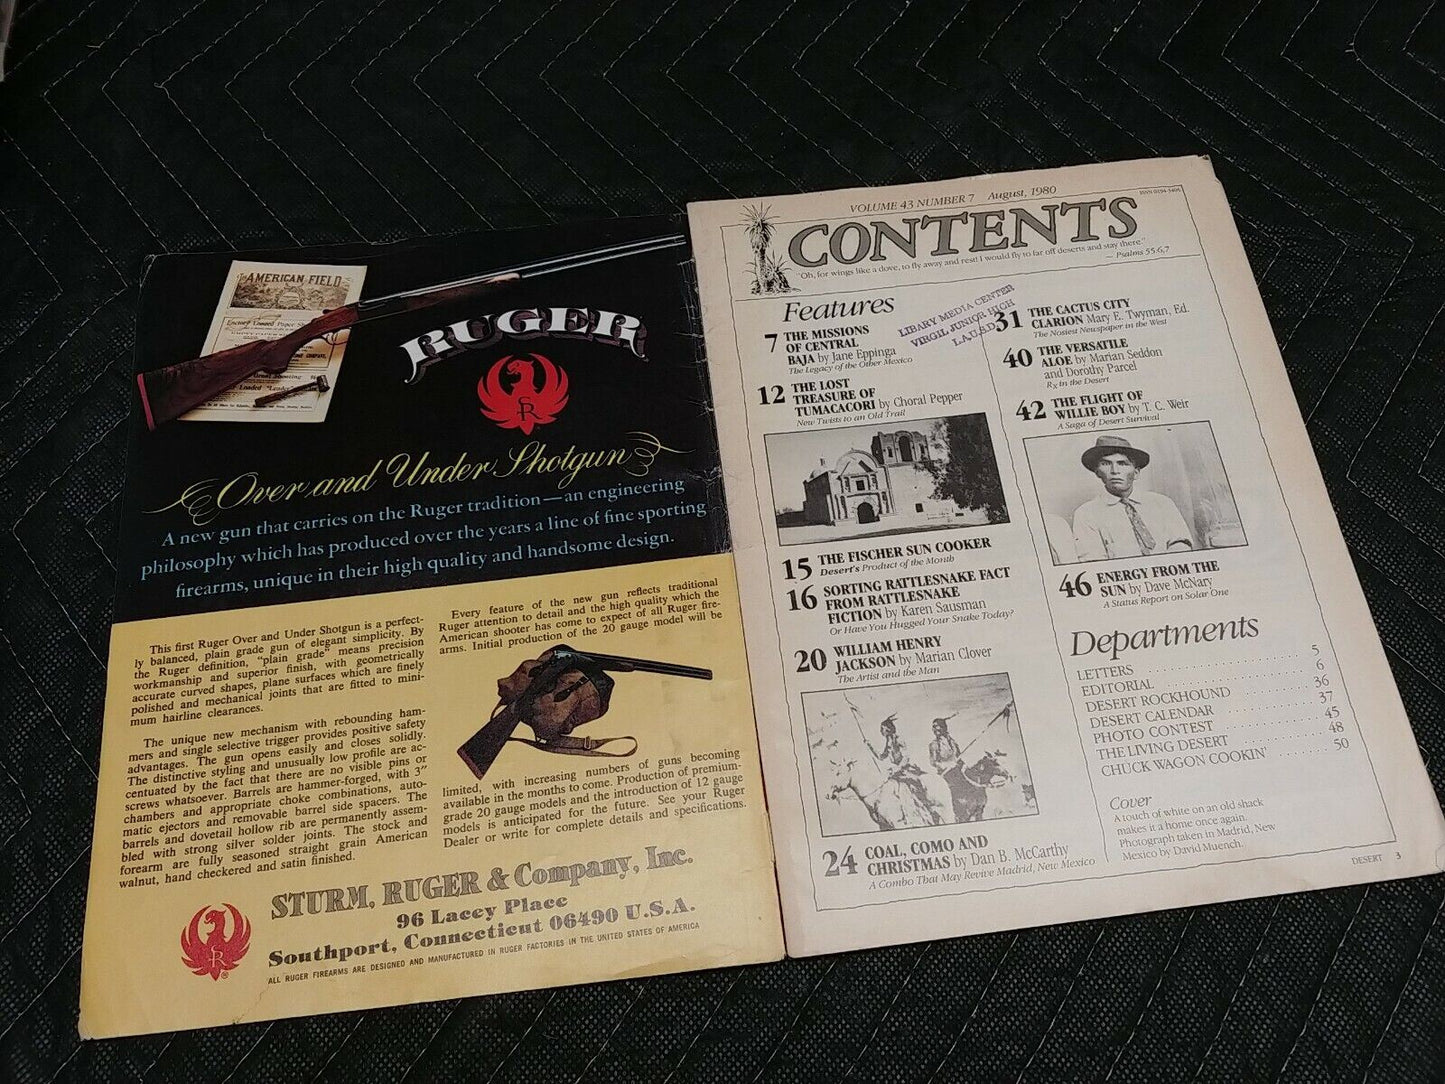 THE AMERICAN FIELD
RUGER
SR
Over and Under Shotgun
A new gun that carries on the Ruger tradition—an engineering
philosophy which has produced over the years a line of fine sporting
firearms, unique in their high quality and handsome design.
This first Ruger Over and Under Shotgun is a perfect-
ly balanced, plain grade gun of elegant simplicity. By
the Ruger definition, "plain grade" means precision
workmanship and superior finish, with geometrically
accurate curved shapes, plane surfaces which are finely
polished and mechanical joints that are fitted to mini-
mum hairline clearances.
The unique new mechanism with rebounding ham-
mers and single selective trigger provides positive safety
advantages. The gun opens easily and closes solidly.
The distinctive styling and unusually low profile are ac-
centuated by the fact that there are no visible pins or
screws whatsoever. Barrels are hammer-forged, with 3"
chambers and appropriate choke combinations, auto-
matic ejectors and removable barrel side spacers. The
barrels and dovetail hollow rib are permanently assem-
bled with strong silver solder joints. The stock and
forearm are fully seasoned straight grain American
walnut, hand checkered and satin finished.
Every feature of the new gun reflects traditional
Ruger attention to detail and the high quality which the
American shooter has come to expect of all Ruger fire-
arms. Initial production of the 20 gauge model will be
limited, with increasing numbers of guns becoming
available in the months to come. Production of premium-
grade 20 gauge models and the introduction of 12 gauge
models is anticipated for the future. See your Ruger
Dealer or write for complete details and specifications.
STURM, RUGER & Company, Inc.
96 Lacey Place
Southport, Connecticut 06490 U.S.A.
ALL RUGER FIREARMS ARE DESIGNED AND MANUFACTURED IN RUGER FACTORIES IN THE UNITED STATES OF AMERICA
SR
®
VOLUME 43 NUMBER 7 August, 1980
ISSN 0194-3405
CONTENTS
"Oh, for wings like a dove, to fly away and rest! I would fly to far off deserts and stay there."
— Psalms 55:6,7
Features
LIBARY MEDIA CENTER
VIRGIL JUNIOR HIGH
L.A.U.S.D.
7 THE MISSIONS
OF CENTRAL
BAJA by Jane Eppinga
The Legacy of the Other Mexico
12 THE LOST
TREASURE OF
TUMACACORI by Choral Pepper
New Twists to an Old Trail
15 THE FISCHER SUN COOKER
Desert's Product of the Month
16 SORTING RATTLESNAKE FACT
FROM RATTLESNAKE
FICTION by Karen Sausman
Or Have You Hugged Your Snake Today?
20 WILLIAM HENRY
JACKSON by Marian Clover
The Artist and the Man
24 COAL, COMO AND
CHRISTMAS by Dan B. McCarthy
A Combo That May Revive Madrid, New Mexico
31 THE CACTUS CITY
CLARION Mary E. Twyman, Ed.
The Nosiest Newspaper in the West
40 THE VERSATILE
ALOE by Marian Seddon
and Dorothy Parcel
Rx in the Desert
42 THE FLIGHT OF
WILLIE BOY by T. C. Weir
A Saga of Desert Survival
46 ENERGY FROM THE
SUN by Dave McNary
A Status Report on Solar One
Departments
LETTERS 5
EDITORIAL 6
DESERT ROCKHOUND 36
DESERT CALENDAR 37
PHOTO CONTEST 45
THE LIVING DESERT 48
CHUCK WAGON COOKIN' 50
Cover
A touch of white on an old shack
makes it a home once again.
Photograph taken in Madrid, New
Mexico by David Muench.
DESERT 3